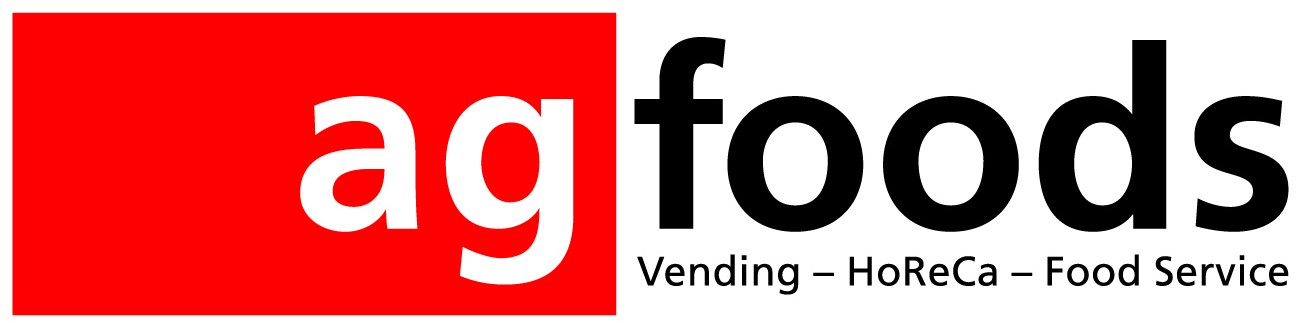 agfoods
Vending – HoReCa – Food Service